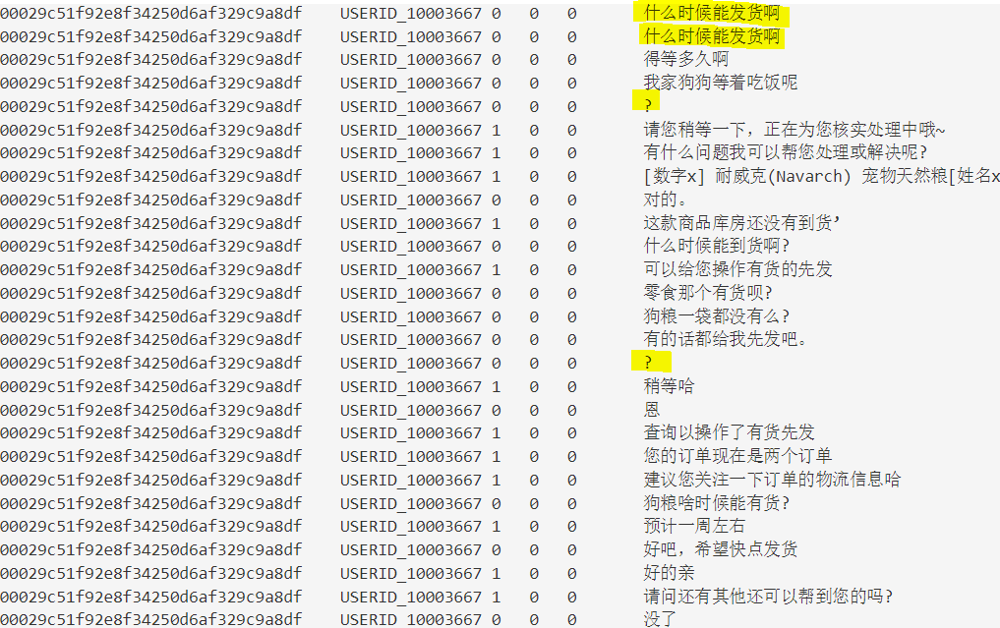 00029c51f92e8f34250d6af329c9a8df USERID_10003667 0 0 0 什么时候能发货啊
00029c51f92e8f34250d6af329c9a8df USERID_10003667 0 0 0 什么时候能发货啊
00029c51f92e8f34250d6af329c9a8df USERID_10003667 0 0 0 得等多久啊
00029c51f92e8f34250d6af329c9a8df USERID_10003667 0 0 0 我家狗狗等着吃饭呢
00029c51f92e8f34250d6af329c9a8df USERID_10003667 0 0 0 ?
00029c51f92e8f34250d6af329c9a8df USERID_10003667 1 0 0 请您稍等一下，正在为您核实处理中哦~
00029c51f92e8f34250d6af329c9a8df USERID_10003667 1 0 0 有什么问题我可以帮您处理或解决呢?
00029c51f92e8f34250d6af329c9a8df USERID_10003667 1 0 0 [数字x] 耐威克(Navarch) 宠物天然粮[姓名x
00029c51f92e8f34250d6af329c9a8df USERID_10003667 0 0 0 对的。
00029c51f92e8f34250d6af329c9a8df USERID_10003667 1 0 0 这款商品库房还没有到货’
00029c51f92e8f34250d6af329c9a8df USERID_10003667 0 0 0 什么时候能到货啊?
00029c51f92e8f34250d6af329c9a8df USERID_10003667 1 0 0 可以给您操作有货的先发
00029c51f92e8f34250d6af329c9a8df USERID_10003667 0 0 0 零食那个有货呗?
00029c51f92e8f34250d6af329c9a8df USERID_10003667 0 0 0 狗粮一袋都没有么?
00029c51f92e8f34250d6af329c9a8df USERID_10003667 0 0 0 有的话都给我先发吧。
00029c51f92e8f34250d6af329c9a8df USERID_10003667 0 0 0 ?
00029c51f92e8f34250d6af329c9a8df USERID_10003667 1 0 0 稍等哈
00029c51f92e8f34250d6af329c9a8df USERID_10003667 0 0 0 恩
00029c51f92e8f34250d6af329c9a8df USERID_10003667 1 0 0 查询以操作了有货先发
00029c51f92e8f34250d6af329c9a8df USERID_10003667 1 0 0 您的订单现在是两个订单
00029c51f92e8f34250d6af329c9a8df USERID_10003667 1 0 0 建议您关注一下订单的物流信息哈
00029c51f92e8f34250d6af329c9a8df USERID_10003667 0 0 0 狗粮啥时候能有货?
00029c51f92e8f34250d6af329c9a8df USERID_10003667 1 0 0 预计一周左右
00029c51f92e8f34250d6af329c9a8df USERID_10003667 0 0 0 好吧，希望快点发货
00029c51f92e8f34250d6af329c9a8df USERID_10003667 1 0 0 好的亲
00029c51f92e8f34250d6af329c9a8df USERID_10003667 1 0 0 请问还有其他还可以帮到您的吗?
00029c51f92e8f34250d6af329c9a8df USERID_10003667 0 0 0 没了